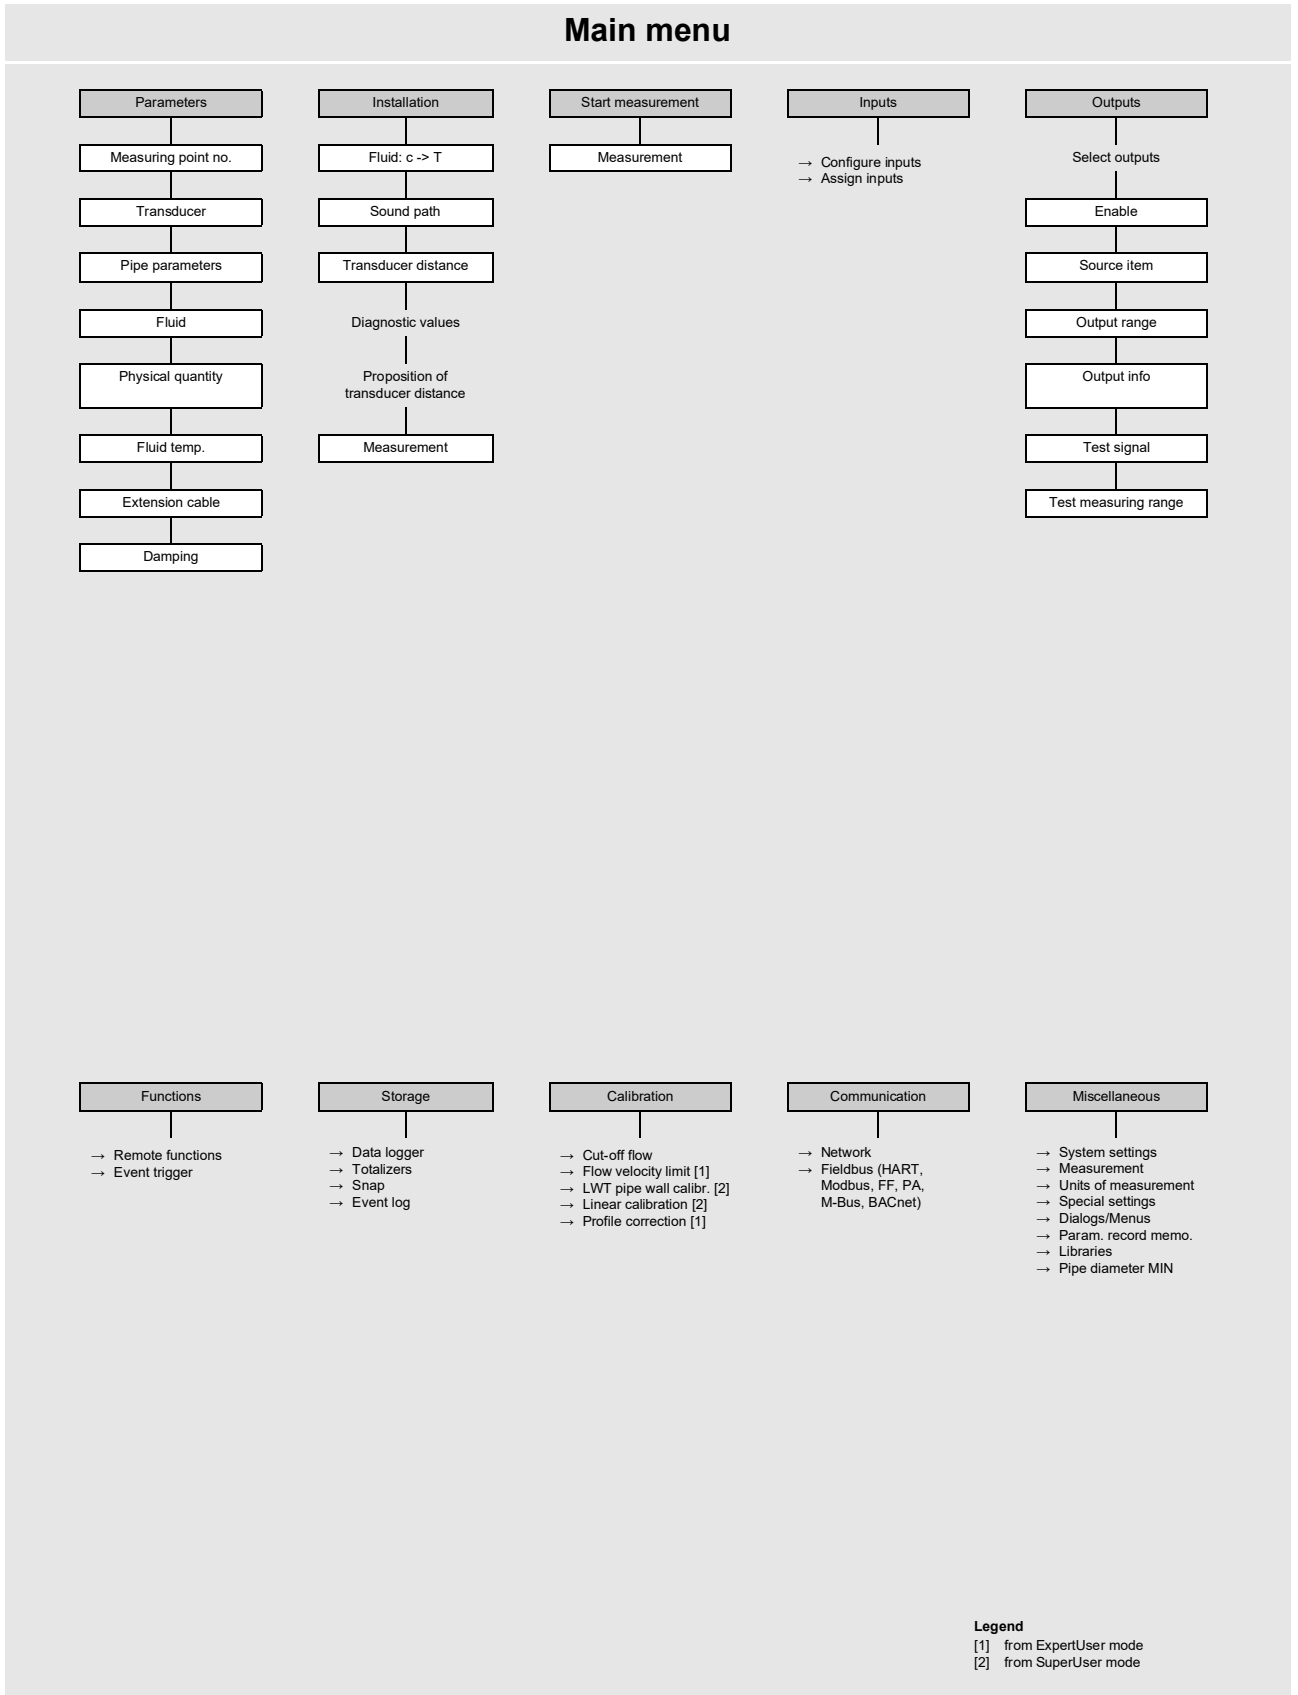 Main menu
Parameters
Measuring point no.
Transducer
Pipe parameters
Fluid
Physical quantity
Fluid temp.
Extension cable
Damping
Installation
Fluid: c -> T
Sound path
Transducer distance
Diagnostic values
Proposition of
transducer distance
Measurement
Start measurement
Measurement
Inputs
→ Configure inputs
→ Assign inputs
Outputs
Select outputs
Enable
Source item
Output range
Output info
Test signal
Test measuring range
Functions
→ Remote functions
→ Event trigger
Storage
→ Data logger
→ Totalizers
→ Snap
→ Event log
Calibration
→ Cut-off flow
→ Flow velocity limit [1]
→ LWT pipe wall calibr. [2]
→ Linear calibration [2]
→ Profile correction [1]
Communication
→ Network
→ Fieldbus (HART,
Modbus, FF, PA,
M-Bus, BACnet)
Miscellaneous
→ System settings
→ Measurement
→ Units of measurement
→ Special settings
→ Dialogs/Menus
→ Param. record memo.
→ Libraries
→ Pipe diameter MIN
Legend
[1] from ExpertUser mode
[2] from SuperUser mode